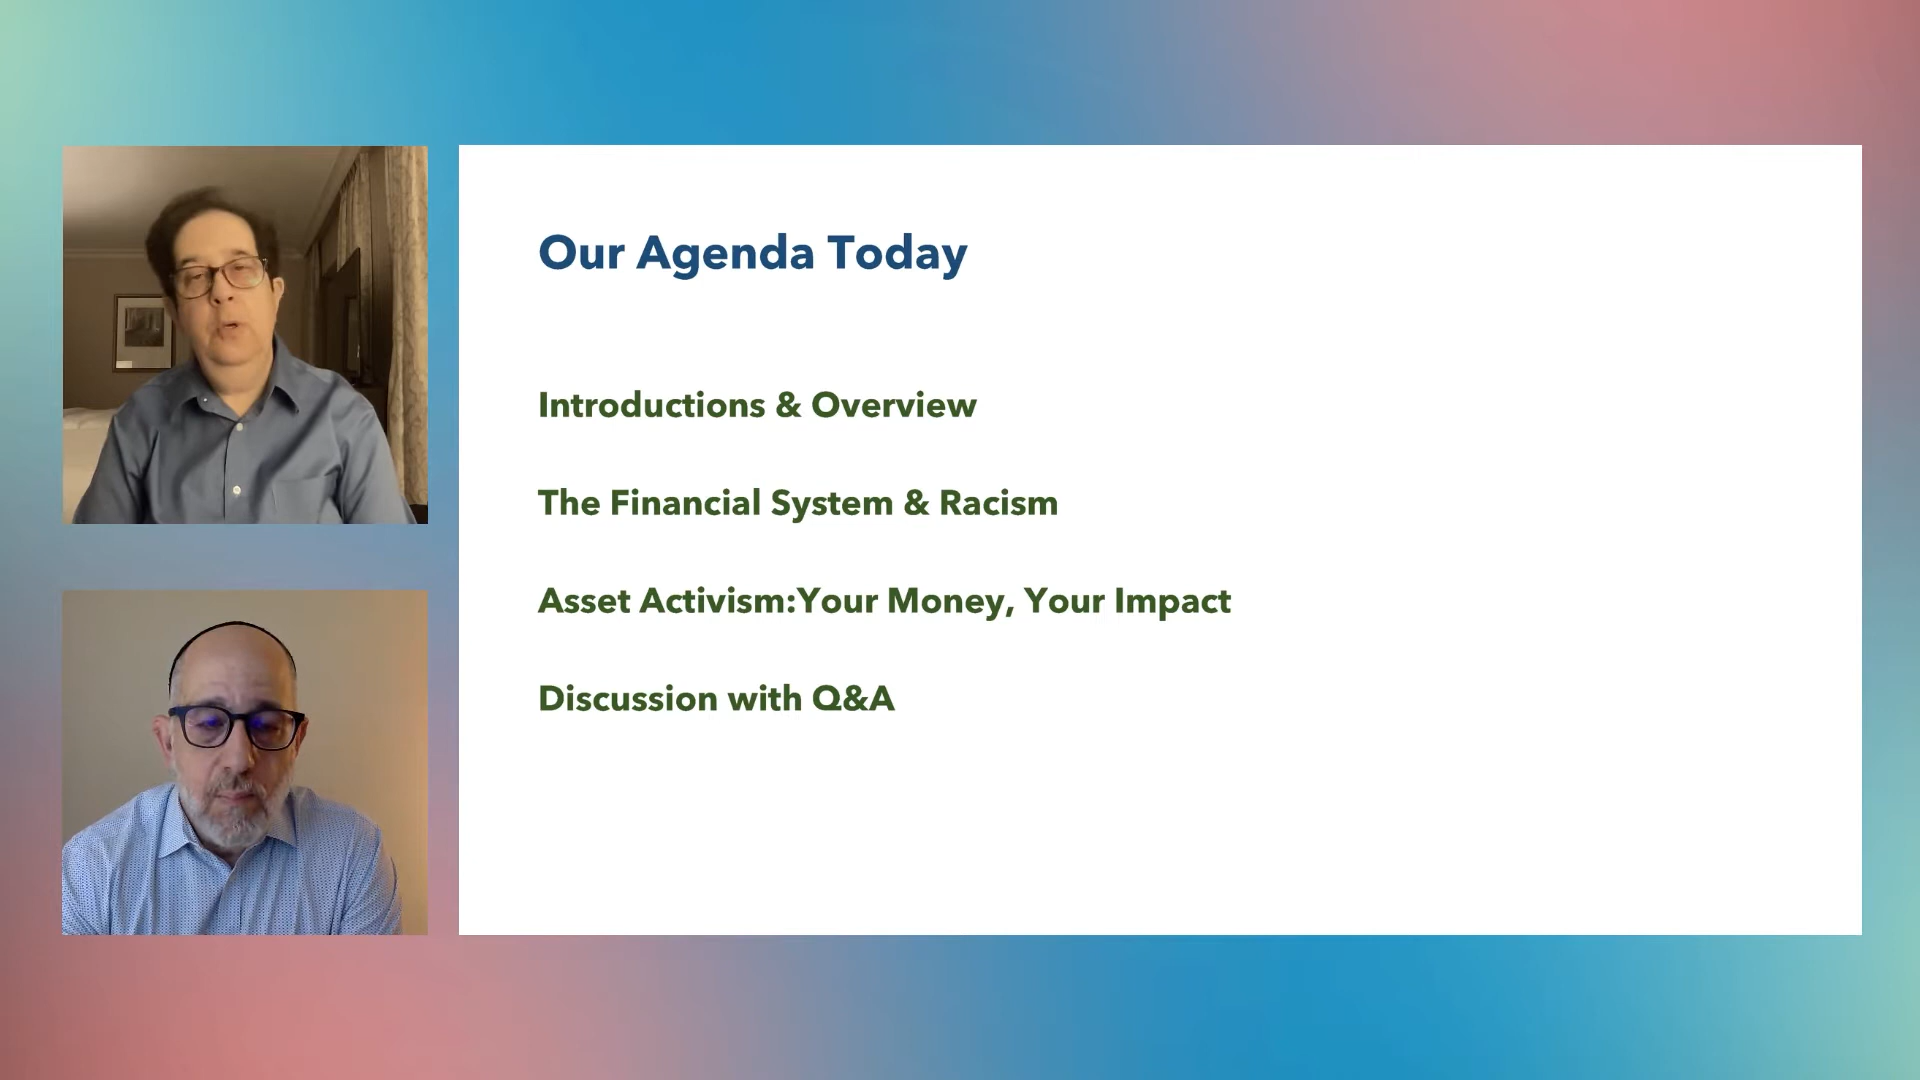 Our Agenda Today
Introductions & Overview
The Financial System & Racism
Asset Activism:Your Money, Your Impact
Discussion with Q&A